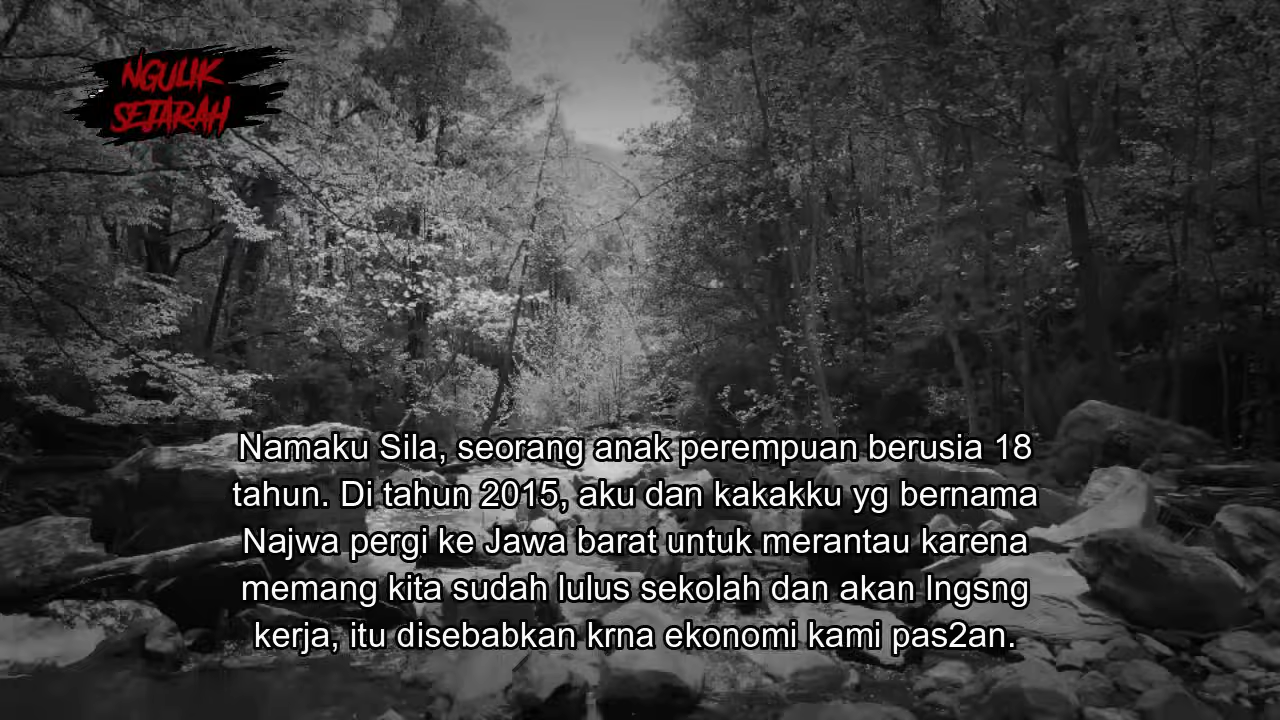 NGULIK
SEJARAH
Namaku Sila, seorang anak perempuan berusia 18
tahun. Di tahun 2015, aku dan kakakku yg bernama
Najwa pergi ke Jawa barat untuk merantau karena
memang kita sudah lulus sekolah dan akan lngsng
kerja, itu disebabkan krna ekonomi kami pas2an.